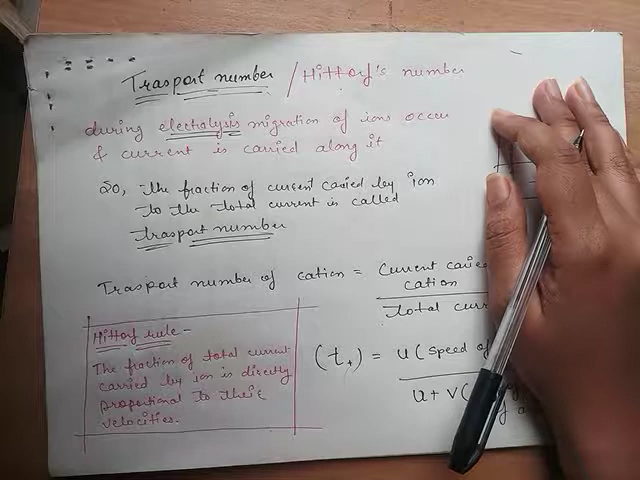 Trasport number / Hittorf's number
during electrolysis migration of ions occur
& current is carried along it
So, the fraction of current carried by ion
to the total current is called
Trasport number
Trasport number of cation = Current carie
cation
Total curr
Hittorf rule -
The fraction of total current
carried by ion is directly
proportional to their
velocities.
(t+) = u (speed of
u + v (